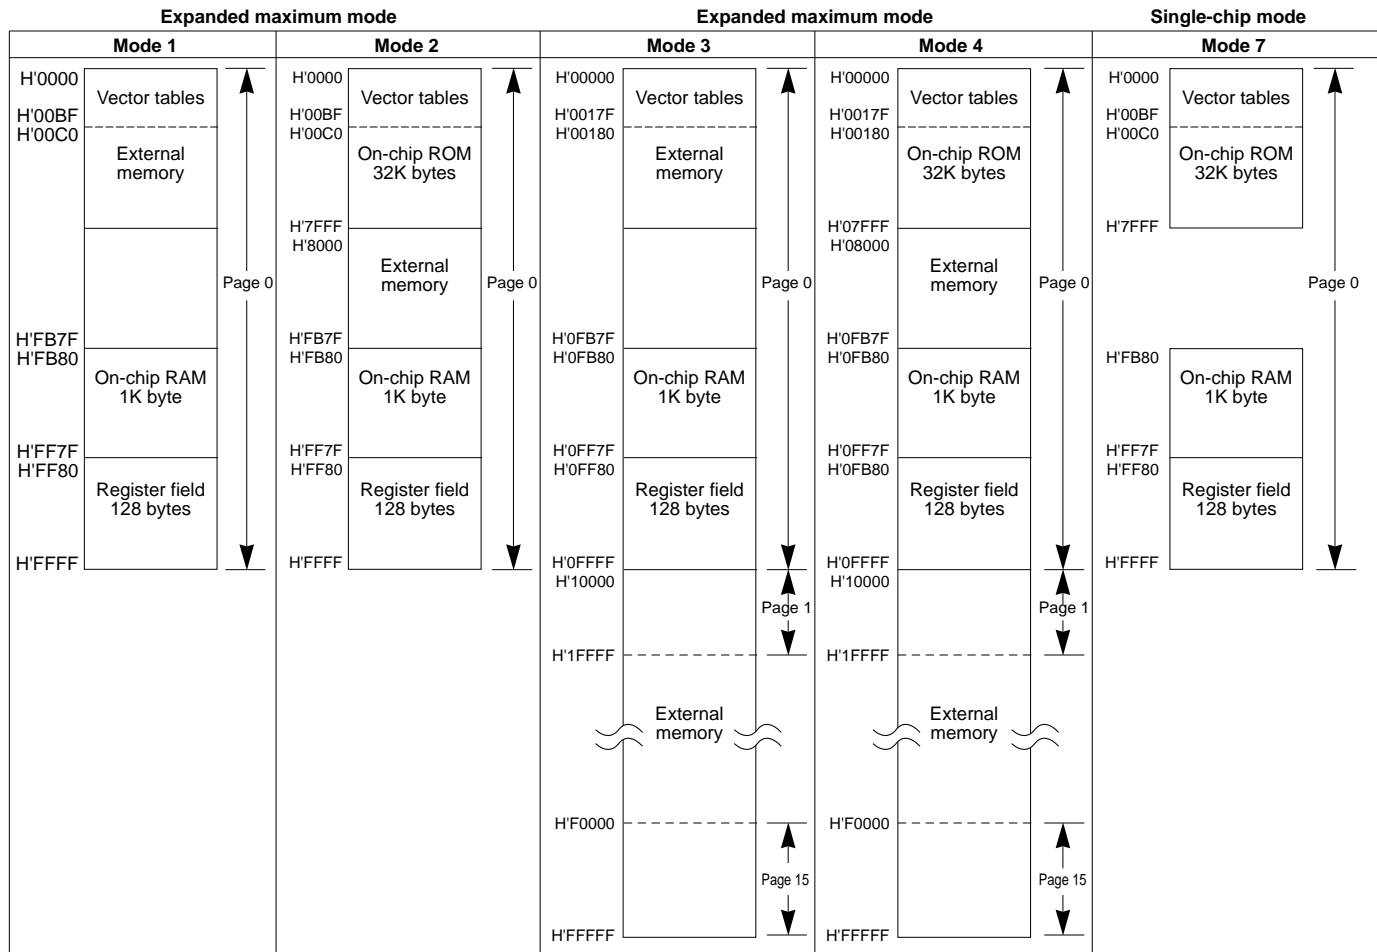 Expanded maximum mode
Expanded maximum mode
Single-chip mode
Mode 1
Mode 2
Mode 3
Mode 4
Mode 7
H'0000
Vector tables
H'00BF
H'00C0
External
memory
H'FB7F
H'FB80
On-chip RAM
1K byte
H'FF7F
H'FF80
Register field
128 bytes
H'FFFF
Page 0
H'0000
Vector tables
H'00BF
H'00C0
On-chip ROM
32K bytes
H'7FFF
H'8000
External
memory
H'FB7F
H'FB80
On-chip RAM
1K byte
H'FF7F
H'FF80
Register field
128 bytes
H'FFFF
Page 0
H'00000
Vector tables
H'0017F
H'00180
External
memory
H'0FB7F
H'0FB80
On-chip RAM
1K byte
H'0FF7F
H'0FF80
Register field
128 bytes
H'0FFFF
H'10000
Page 0
Page 1
H'1FFFF
External
memory
H'F0000
Page 15
H'FFFFF
H'00000
Vector tables
H'0017F
H'00180
On-chip ROM
32K bytes
H'07FFF
H'08000
External
memory
H'0FB7F
H'0FB80
On-chip RAM
1K byte
H'0FF7F
H'0FB80
Register field
128 bytes
H'0FFFF
H'10000
Page 0
Page 1
H'1FFFF
External
memory
H'F0000
Page 15
H'FFFFF
H'0000
Vector tables
H'00BF
H'00C0
On-chip ROM
32K bytes
H'7FFF
H'FB80
On-chip RAM
1K byte
H'FF7F
H'FF80
Register field
128 bytes
H'FFFF
Page 0